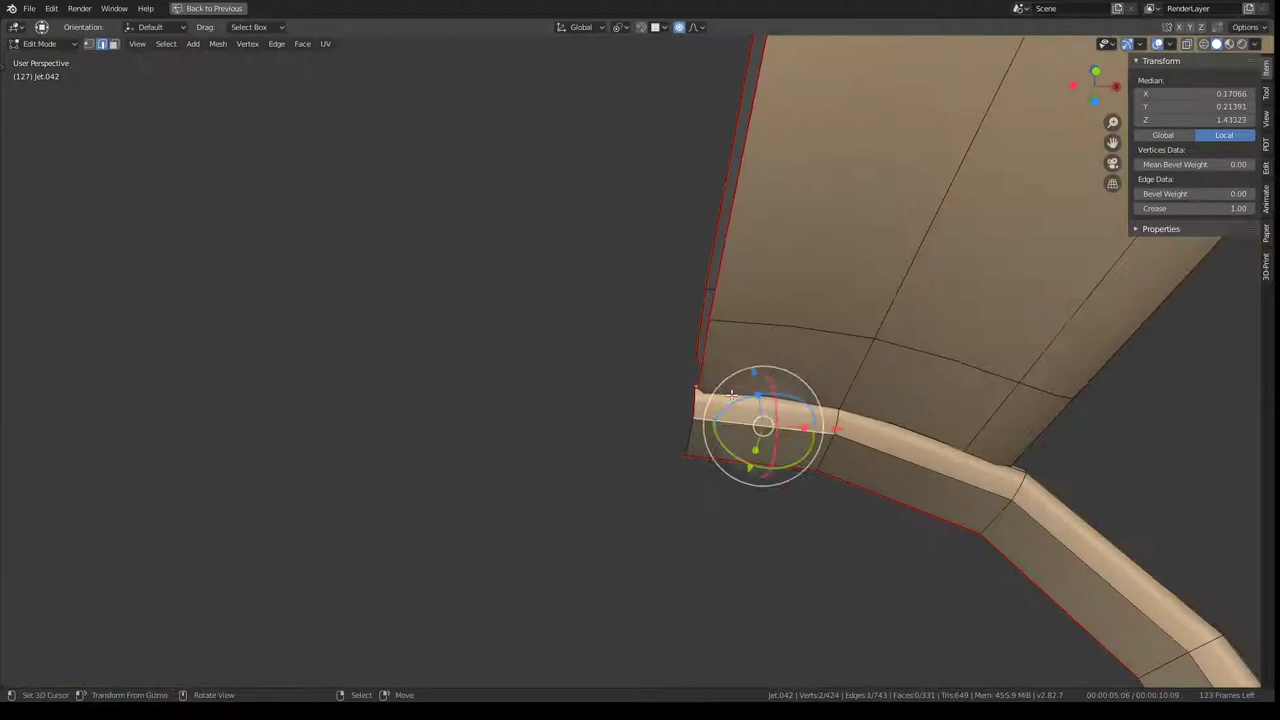 File Edit Render Window Help Back to Previous Scene RenderLayer
Orientation: Default Drag: Select Box Global X Y Z Options
Edit Mode View Select Add Mesh Vertex Edge Face UV
User Perspective
(127) Jet.042
Transform
Median:
X 0.17066
Y 0.21391
Z 1.43323
Global Local
Vertices Data:
Mean Bevel Weight 0.00
Edge Data:
Bevel Weight 0.00
Crease 1.00
Properties
Item
Tool
View
PDT
Edit
Animate
Paper
3D-Print
Set 3D Cursor Transform From Gizmo Rotate View Select Move Jet.042 | Verts:2/424 | Edges:1/743 | Faces:0/331 | Tris:649 | Mem: 455.9 MiB | v2.82.7 00:00:05:06 / 00:00:10:09 123 Frames Left